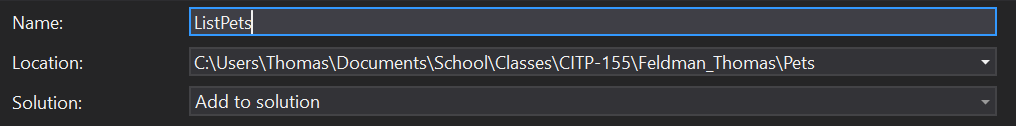 Name: ListPets
Location: C:\Users\Thomas\Documents\School\Classes\CITP-155\Feldman_Thomas\Pets
Solution: Add to solution